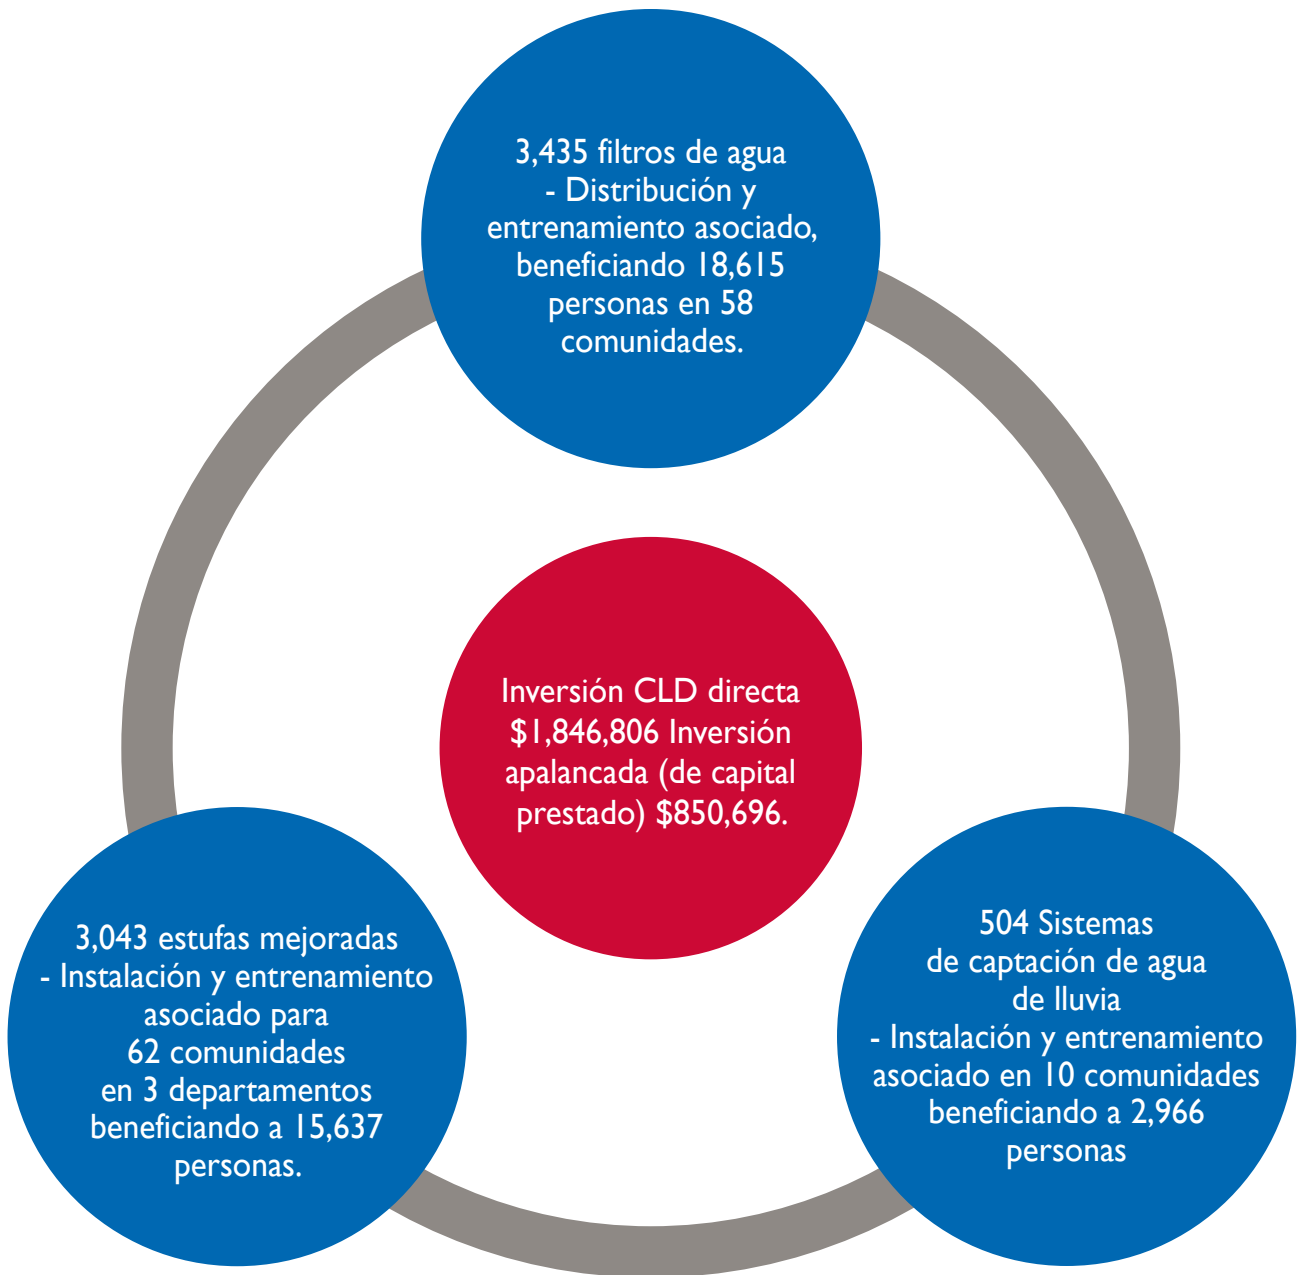 3,435 filtros de agua
- Distribución y
entrenamiento asociado,
beneficiando 18,615
personas en 58
comunidades.
Inversión CLD directa
$1,846,806 Inversión
apalancada (de capital
prestado) $850,696.
3,043 estufas mejoradas
- Instalación y entrenamiento
asociado para
62 comunidades
en 3 departamentos
beneficiando a 15,637
personas.
504 Sistemas
de captación de agua
de lluvia
- Instalación y entrenamiento
asociado en 10 comunidades
beneficiando a 2,966
personas